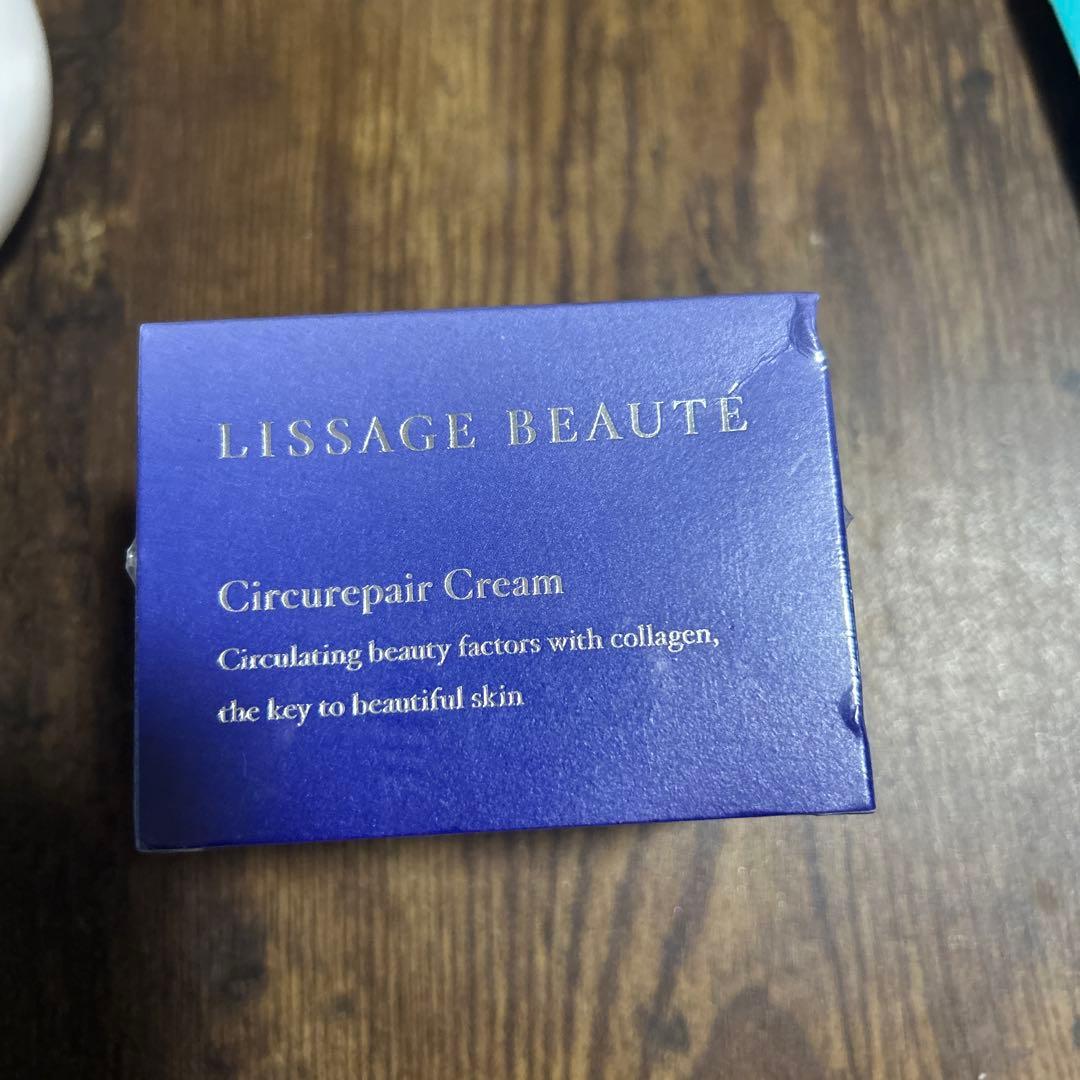 LISSAGE BEAUTÉ
Circurepair Cream
Circulating beauty factors with collagen,
the key to beautiful skin